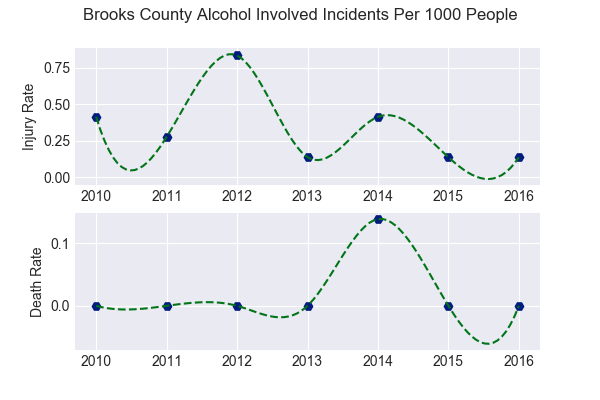 Brooks County Alcohol Involved Incidents Per 1000 People
Injury Rate
0.75
0.50
0.25
0.00
2010 2011 2012 2013 2014 2015 2016
Death Rate
0.1
0.0
2010 2011 2012 2013 2014 2015 2016